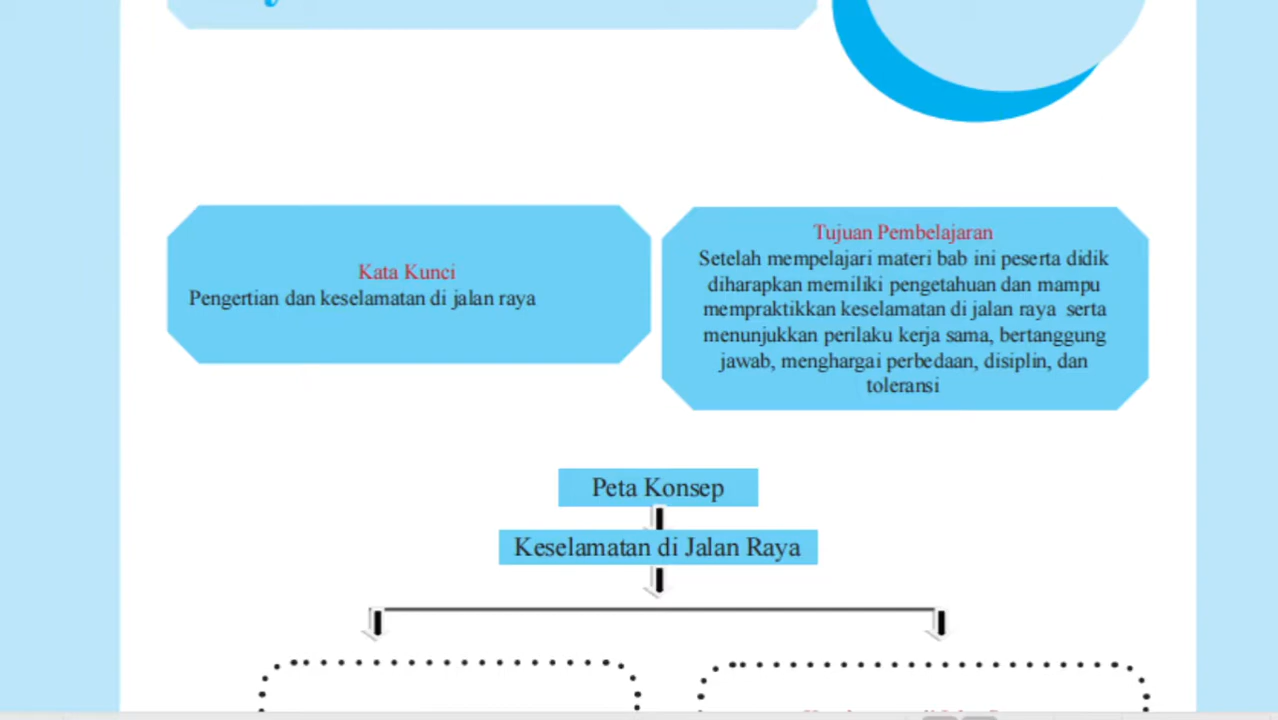 Kata Kunci
Pengertian dan keselamatan di jalan raya
Tujuan Pembelajaran
Setelah mempelajari materi bab ini peserta didik
diharapkan memiliki pengetahuan dan mampu
mempraktikkan keselamatan di jalan raya serta
menunjukkan perilaku kerja sama, bertanggung
jawab, menghargai perbedaan, disiplin, dan
toleransi
Peta Konsep
Keselamatan di Jalan Raya